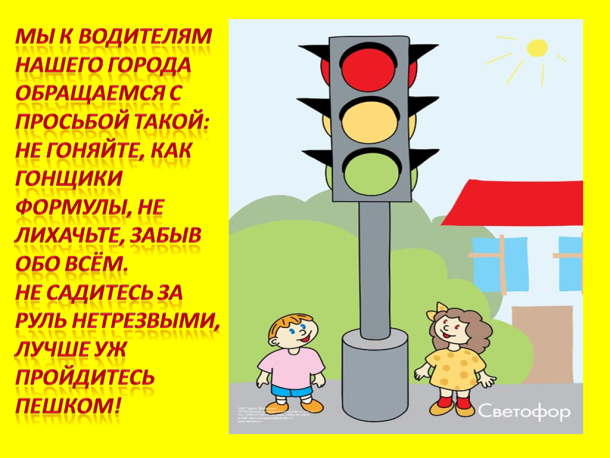 МЫ К ВОДИТЕЛЯМ
НАШЕГО ГОРОДА
ОБРАЩАЕМСЯ С
ПРОСЬБОЙ ТАКОЙ:
НЕ ГОНЯЙТЕ, КАК
ГОНЩИКИ
ФОРМУЛЫ, НЕ
ЛИХАЧЬТЕ, ЗАБЫВ
ОБО ВСЁМ.
НЕ САДИТЕСЬ ЗА
РУЛЬ НЕТРЕЗВЫМИ,
ЛУЧШЕ УЖ
ПРОЙДИТЕСЬ
ПЕШКОМ!
Светофор